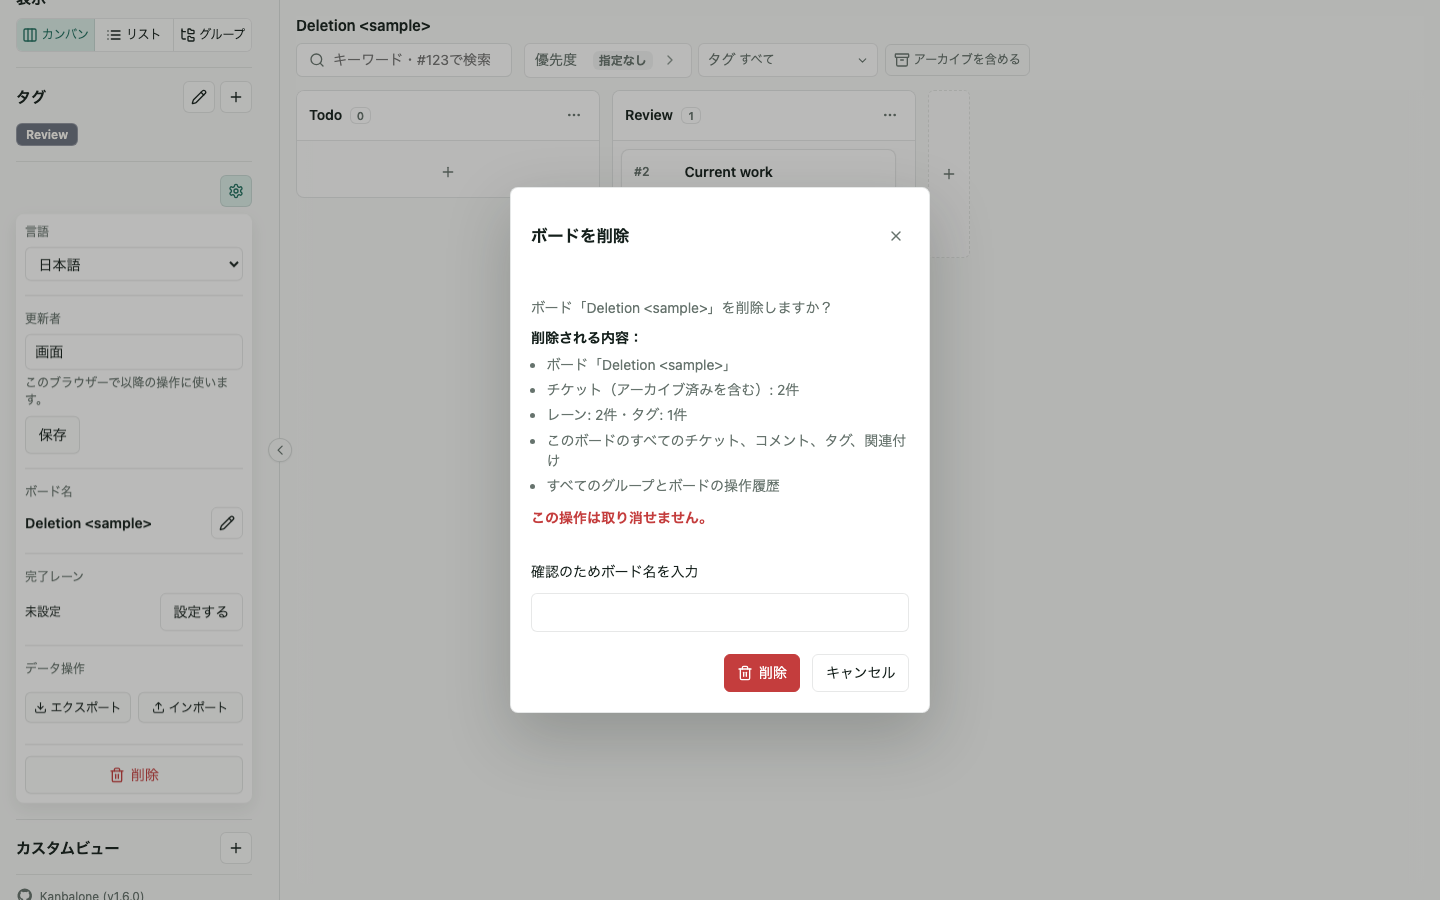 表示
カンバン リスト グループ
タグ
Review
言語
日本語
更新者
画面
このブラウザーで以降の操作に使いま
す。
保存
ボード名
Deletion <sample>
完了レーン
未設定 設定する
データ操作
エクスポート インポート
削除
カスタムビュー
Kanbalone (v1.6.0)
Deletion <sample>
キーワード・#123で検索 優先度 指定なし タグ すべて アーカイブを含める
Todo 0
Review 1
#2 Current work
ボードを削除
ボード「Deletion <sample>」を削除しますか？
削除される内容：
ボード「Deletion <sample>」
チケット（アーカイブ済みを含む）: 2件
レーン: 2件・タグ: 1件
このボードのすべてのチケット、コメント、タグ、関連付
け
すべてのグループとボードの操作履歴
この操作は取り消せません。
確認のためボード名を入力
削除 キャンセル